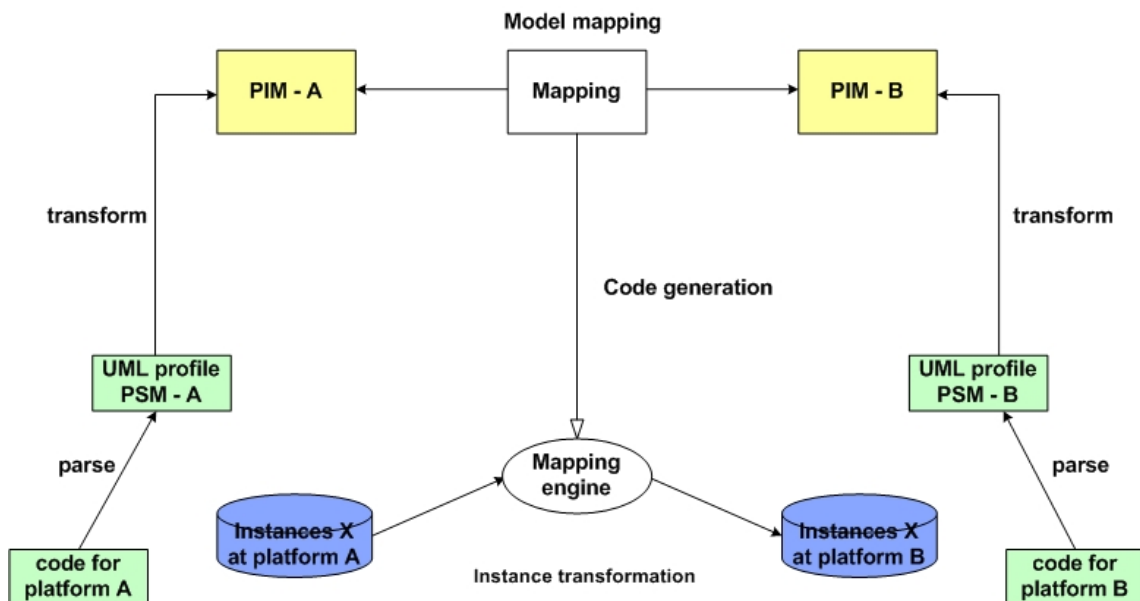 Model mapping
PIM - A
Mapping
PIM - B
transform
transform
Code generation
UML profile
PSM - A
UML profile
PSM - B
parse
Mapping
engine
parse
Instances X
at platform A
Instances X
at platform B
code for
platform A
Instance transformation
code for
platform B